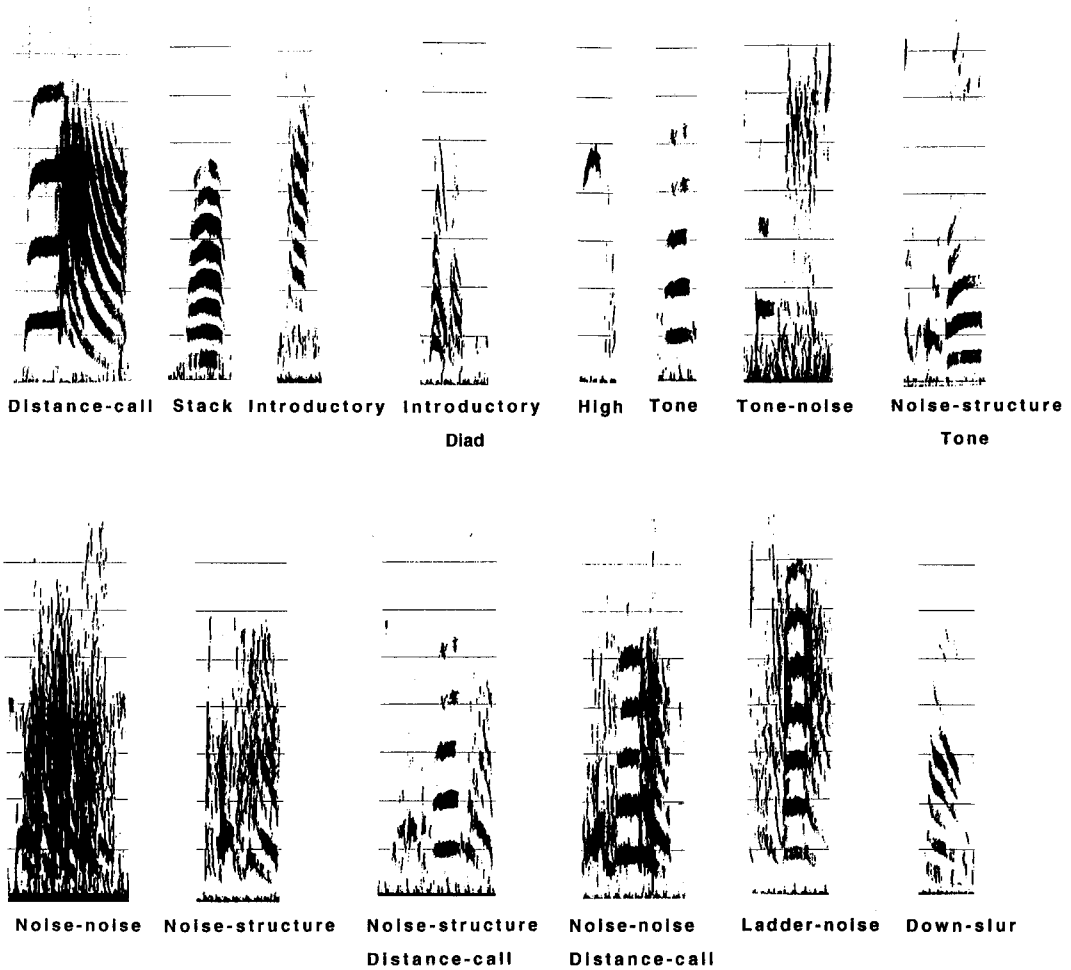 Distance-call Stack Introductory Introductory High Tone Tone-noise Noise-structure
Diad Tone
Noise-noise Noise-structure Noise-structure Noise-noise Ladder-noise Down-slur
Distance-call Distance-call